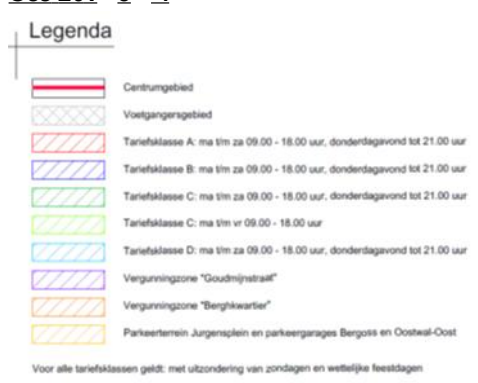 Legenda
Centrumgebied
Voetgangersgebied
Tariefsklasse A: ma t/m za 09.00 - 18.00 uur, donderdagavond tot 21.00 uur
Tariefsklasse B: ma t/m za 09.00 - 18.00 uur, donderdagavond tot 21.00 uur
Tariefsklasse C: ma t/m za 09.00 - 18.00 uur, donderdagavond tot 21.00 uur
Tariefsklasse C: ma t/m vr 09.00 - 18.00 uur
Tariefsklasse D: ma t/m za 09.00 - 18.00 uur, donderdagavond tot 21.00 uur
Vergunningzone "Goudmijnstraat"
Vergunningzone "Berghkwartier"
Parkeerterrein Jurgensplein en parkeergarages Bergoss en Oostwal-Oost
Voor alle tariefsklassen geldt: met uitzondering van zondagen en wettelijke feestdagen